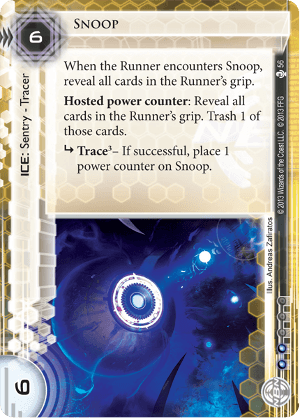 6
Snoop
When the Runner encounters Snoop,
reveal all cards in the Runner's grip.
Hosted power counter: Reveal all
cards in the Runner's grip. Trash 1 of
those cards.
↳ Trace³– If successful, place 1
power counter on Snoop.
ICE: Sentry - Tracer
56
© 2013 Wizards of the Coast LLC. © 2013 FFG
Illus. Andreas Zafiratos
6